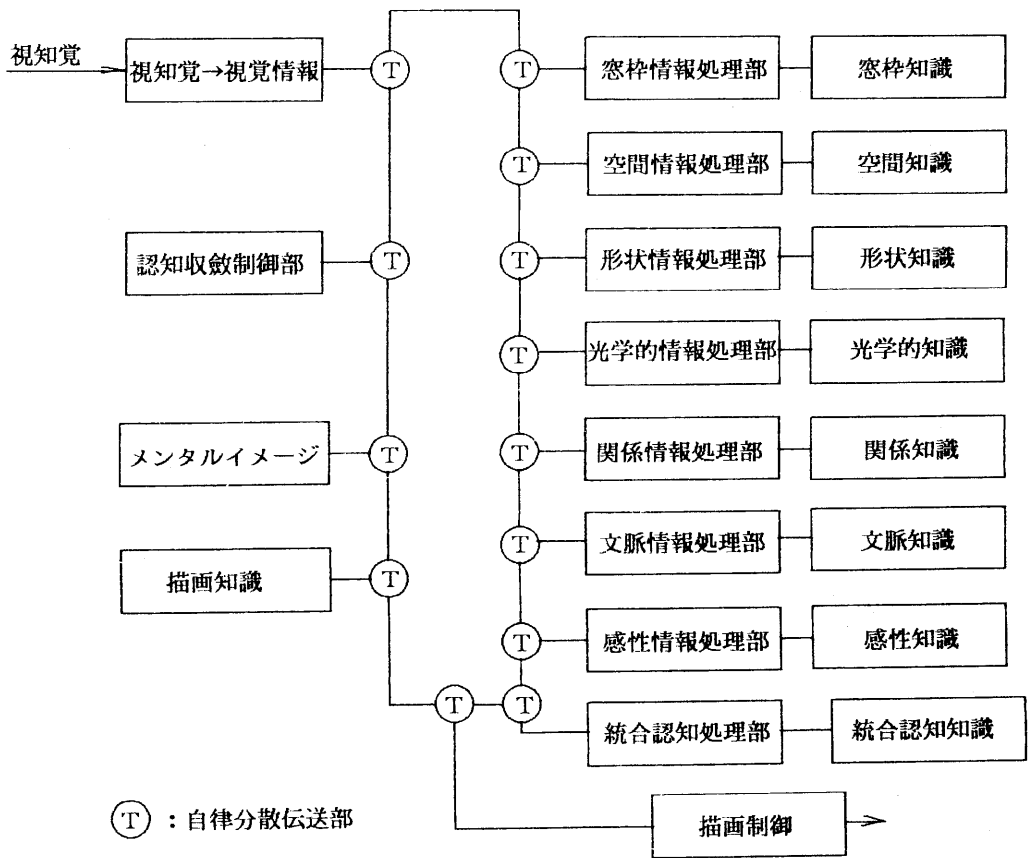 視知覚
視知覚→視覚情報
T
T
窓枠情報処理部
窓枠知識
T
空間情報処理部
空間知識
認知収斂制御部
T
T
形状情報処理部
形状知識
T
光学的情報処理部
光学的知識
メンタルイメージ
T
T
関係情報処理部
関係知識
T
文脈情報処理部
文脈知識
描画知識
T
T
感性情報処理部
感性知識
T
T
統合認知処理部
統合認知知識
T：自律分散伝送部
描画制御